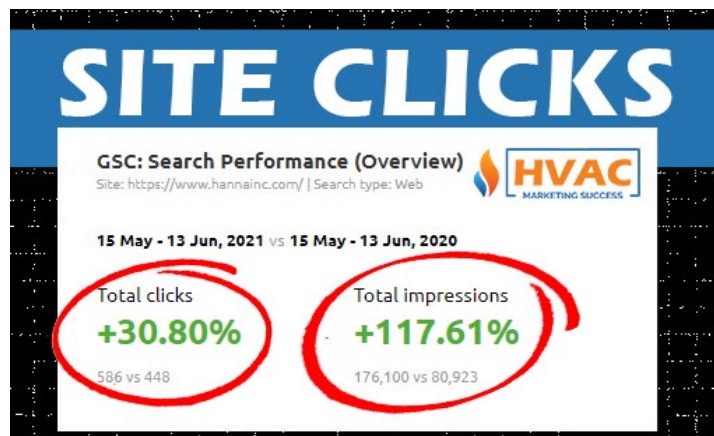 SITE CLICKS
GSC: Search Performance (Overview)
Site: https://www.hannainc.com/ | Search type: Web
HVAC
MARKETING SUCCESS
15 May - 13 Jun, 2021 vs 15 May - 13 Jun, 2020
Total clicks
+30.80%
586 vs 448
Total impressions
+117.61%
176,100 vs 80,923